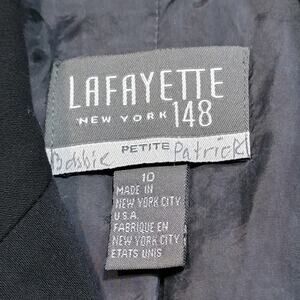 LAFAYETTE
NEW YORK 148
PETITE
Bobbie Patrick
10
MADE IN
NEW YORK CITY
U.S.A.
FABRIQUE EN
NEW YORK CITY
ETATS UNIS